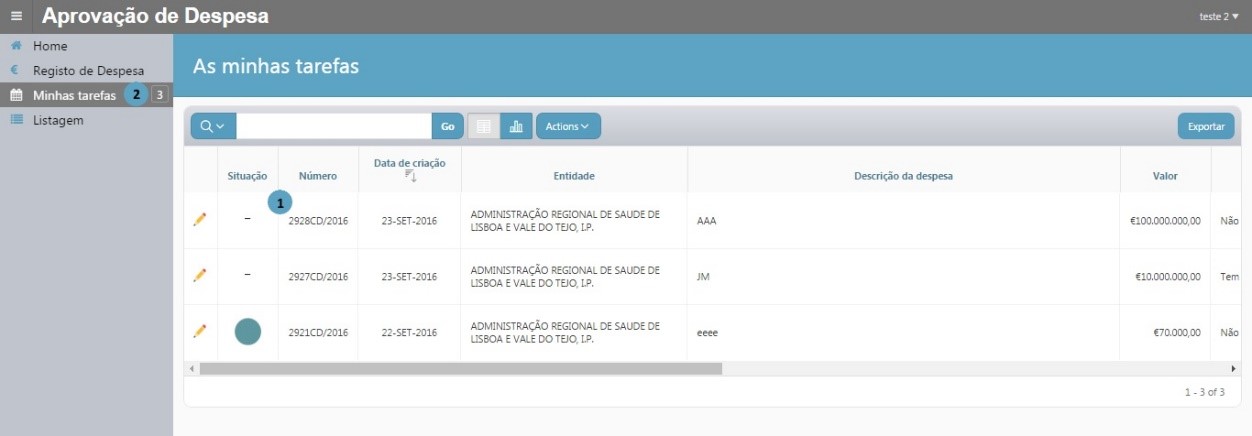 Aprovação de Despesa
teste 2
Home
Registo de Despesa
Minhas tarefas 2 3
Listagem
As minhas tarefas
Go Actions Exportar
Situação Número Data de criação Entidade Descrição da despesa Valor
1
– 2928CD/2016 23-SET-2016 ADMINISTRAÇÃO REGIONAL DE SAUDE DE AAA €100.000.000,00 Não
LISBOA E VALE DO TEJO, I.P.
– 2927CD/2016 23-SET-2016 ADMINISTRAÇÃO REGIONAL DE SAUDE DE JM €10.000.000,00 Tem
LISBOA E VALE DO TEJO, I.P.
2921CD/2016 22-SET-2016 ADMINISTRAÇÃO REGIONAL DE SAUDE DE eeee €70.000,00 Não
LISBOA E VALE DO TEJO, I.P.
1 - 3 of 3